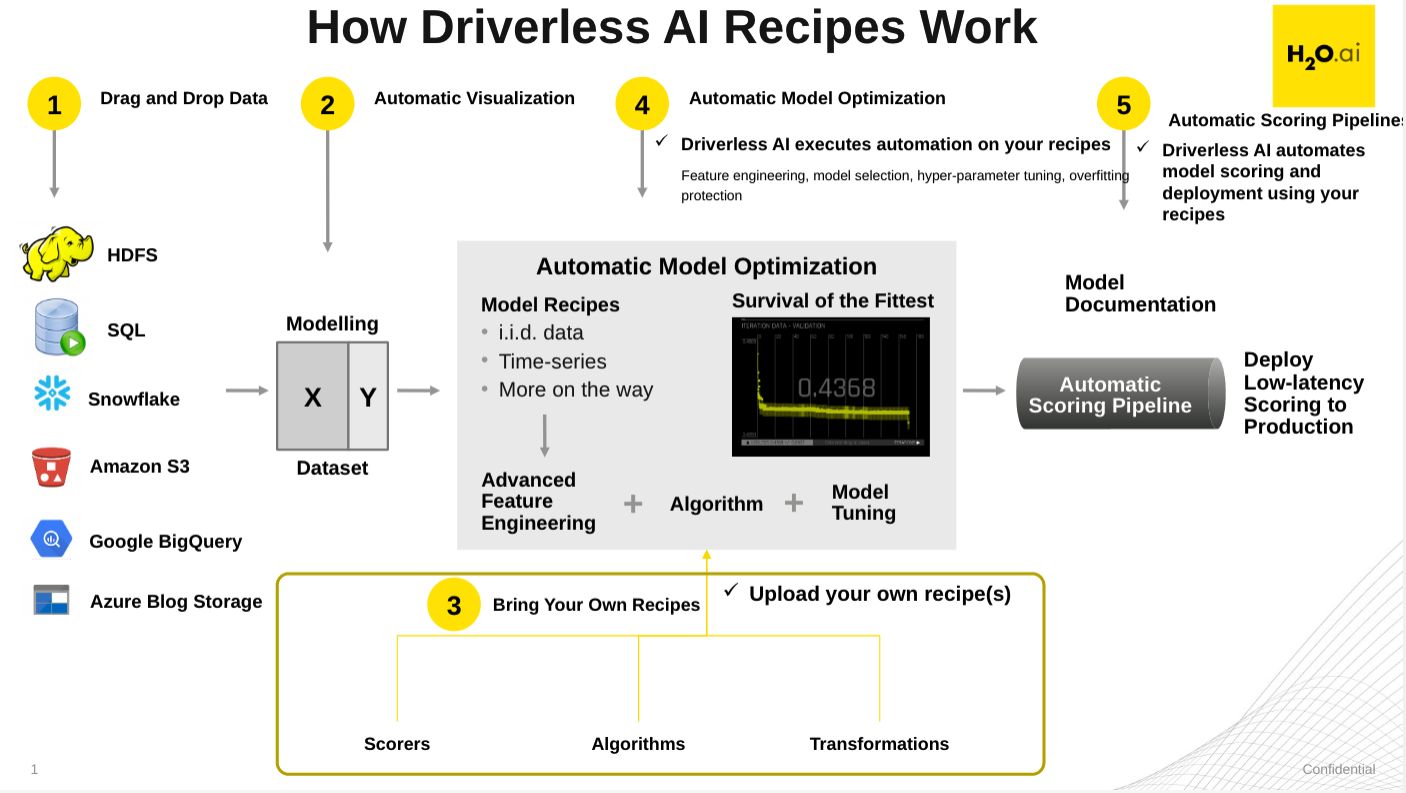 How Driverless AI Recipes Work
H2O.ai
1
Drag and Drop Data
2
Automatic Visualization
4
Automatic Model Optimization
5
Automatic Scoring Pipelines
✓ Driverless AI executes automation on your recipes
Feature engineering, model selection, hyper-parameter tuning, overfitting
protection
✓ Driverless AI automates
model scoring and
deployment using your
recipes
HDFS
SQL
Snowflake
Amazon S3
Google BigQuery
Azure Blog Storage
Modelling
X
Y
Dataset
Automatic Model Optimization
Model Recipes
• i.i.d. data
• Time-series
• More on the way
Survival of the Fittest
ITERATION DATA - VALIDATION
0.4368
Advanced
Feature
Engineering
+
Algorithm
+
Model
Tuning
Model
Documentation
Automatic
Scoring Pipeline
Deploy
Low-latency
Scoring to
Production
3
Bring Your Own Recipes
✓ Upload your own recipe(s)
Scorers
Algorithms
Transformations
1
Confidential